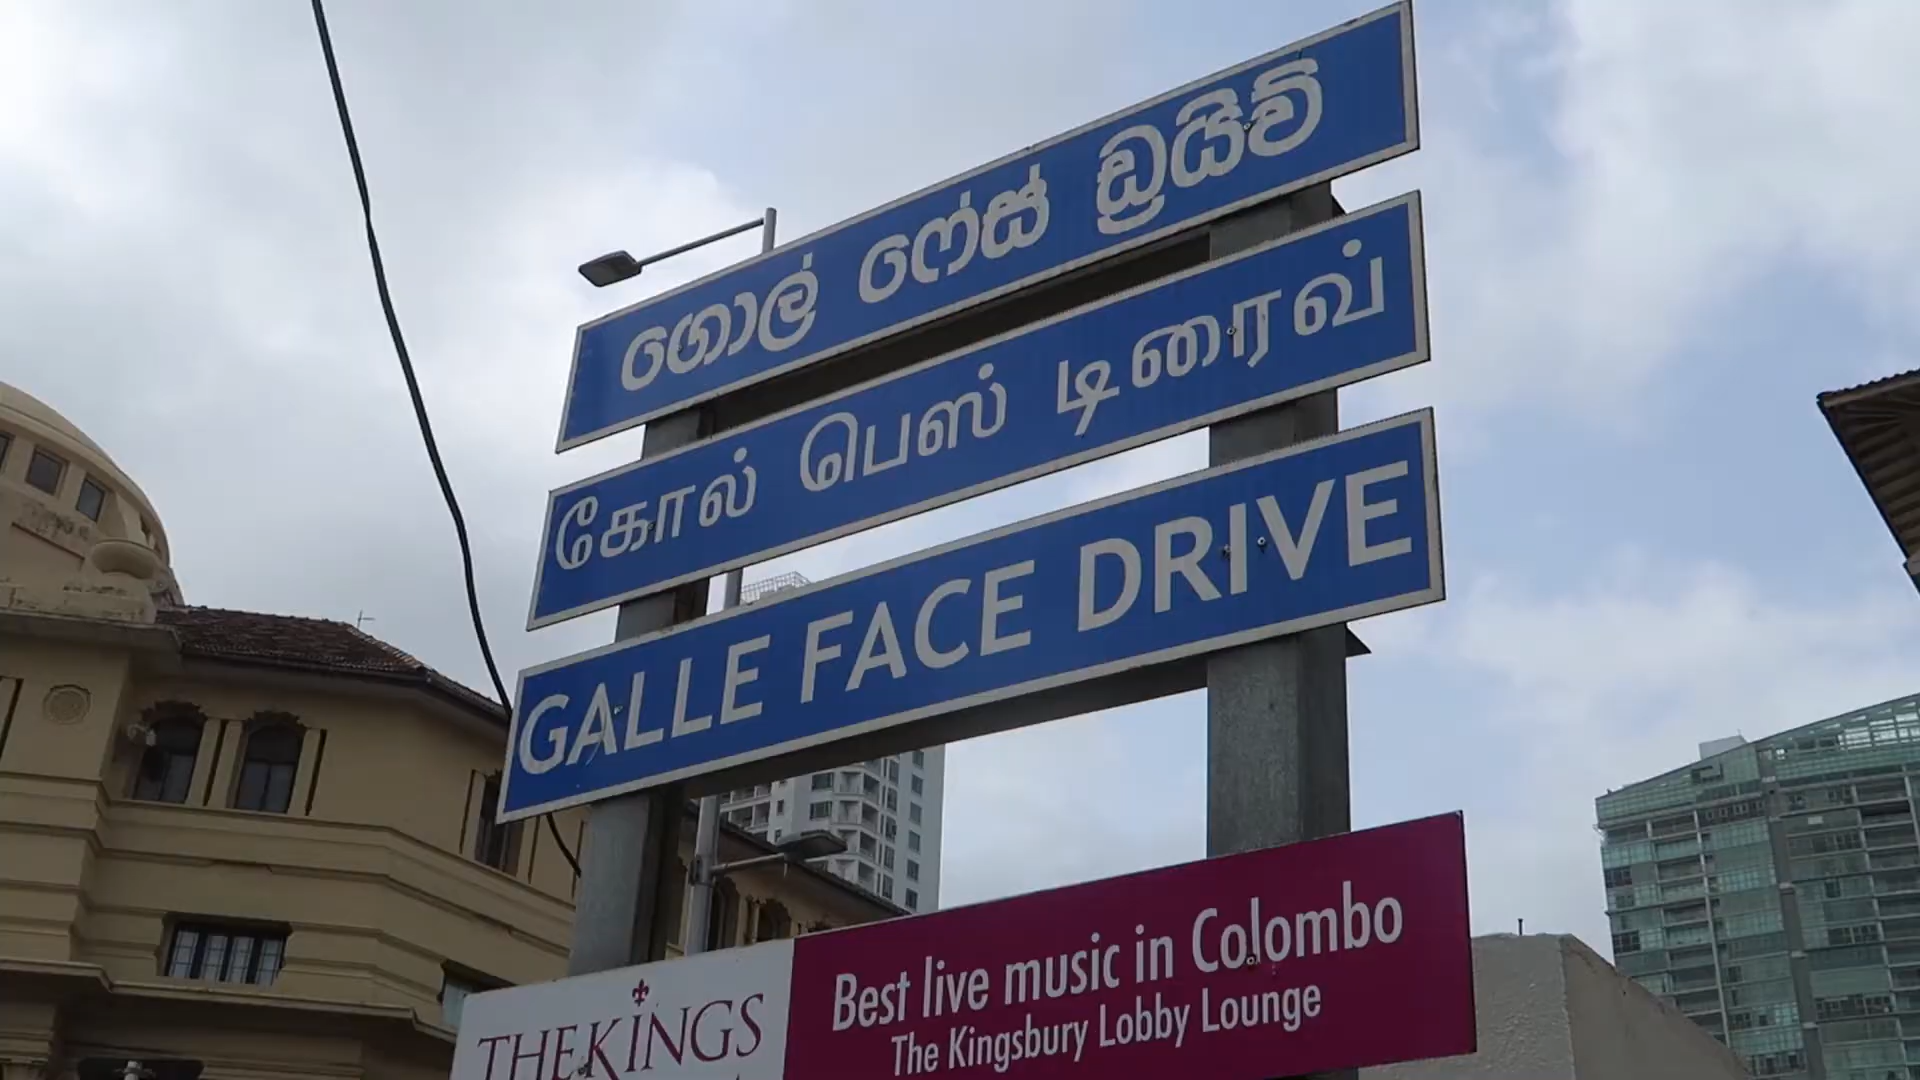 ගෝල් ෆේස් ඩ්‍රයිව්
கோல் பெஸ் டிரைவ்
GALLE FACE DRIVE
THE KINGS
Best live music in Colombo
The Kingsbury Lobby Lounge